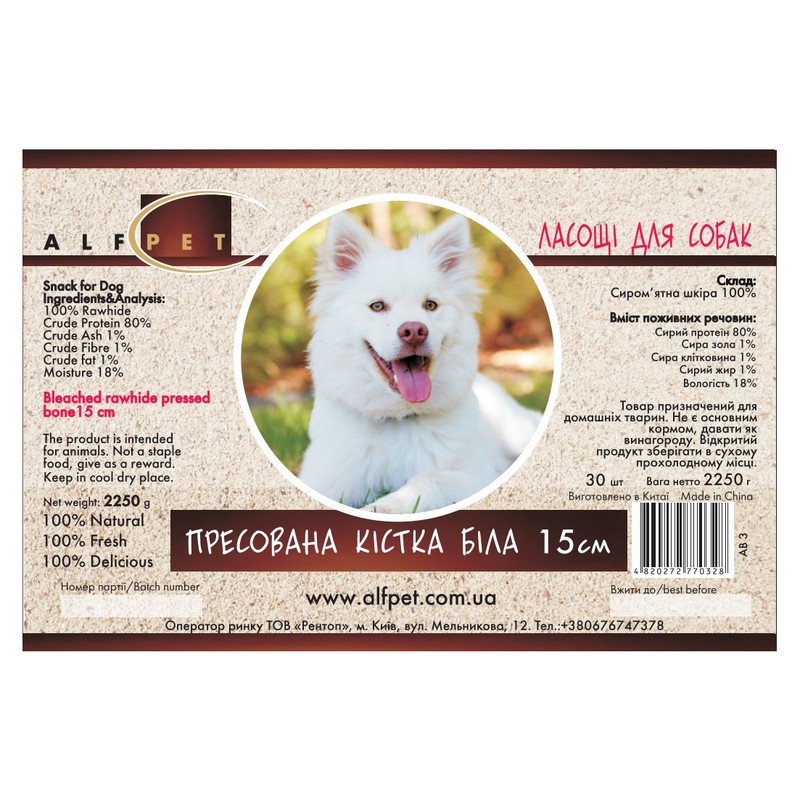 ALFPET
ЛАСОЩІ ДЛЯ СОБАК
Snack for Dog
Ingredients&Analysis:
100% Rawhide
Crude Protein 80%
Crude Ash 1%
Crude Fibre 1%
Crude fat 1%
Moisture 18%
Bleached rawhide pressed
bone15 cm
The product is intended
for animals. Not a staple
food, give as a reward.
Keep in cool dry place.
Net weight: 2250 g
100% Natural
100% Fresh
100% Delicious
Номер партії/Batch number
Склад:
Сиром’ятна шкіра 100%
Вміст поживних речовин:
Сирий протеїн 80%
Сира зола 1%
Сира клітковина 1%
Сирий жир 1%
Вологість 18%
Товар призначений для
домашніх тварин. Не є основним
кормом, давати як
винагороду. Відкритий
продукт зберігати в сухому
прохолодному місці.
30 шт Вага нетто 2250 г
Виготовлено в Китаї Made in China
4 820272 770328
АВ 3
ПРЕСОВАНА КІСТКА БІЛА 15см
Вжити до/best before
www.alfpet.com.ua
Оператор ринку ТОВ «Рентоп», м. Київ, вул. Мельникова, 12. Тел.:+380676747378